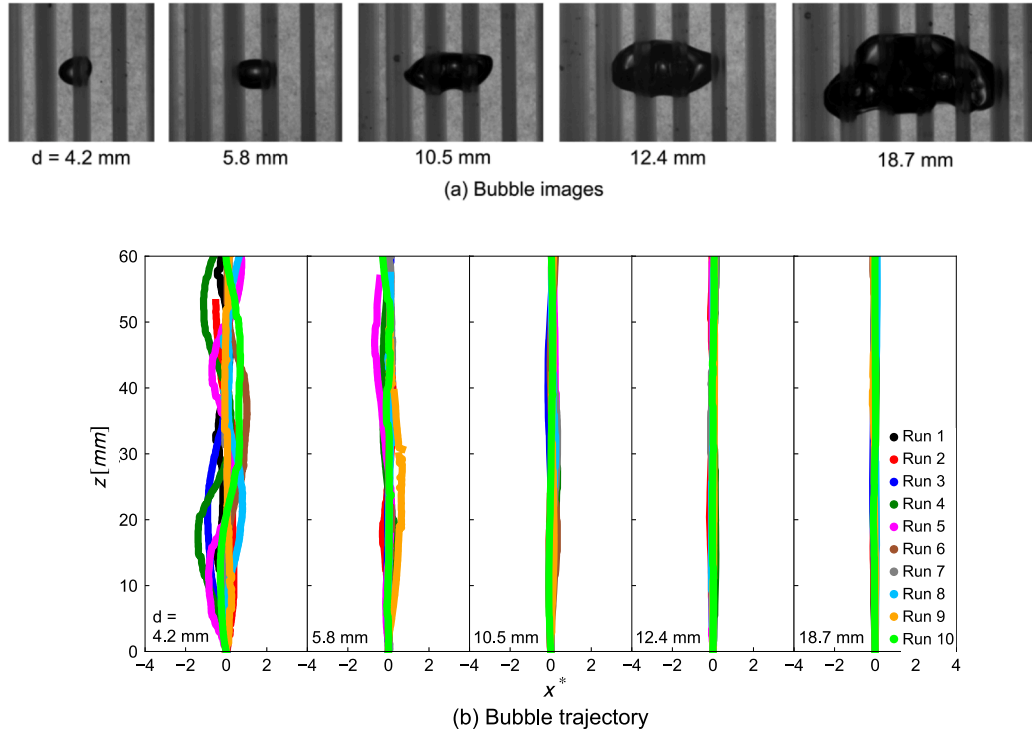 d = 4.2 mm
5.8 mm
10.5 mm
12.4 mm
18.7 mm
(a) Bubble images
60
50
40
30
20
10
0
z [mm]
d =
4.2 mm
5.8 mm
10.5 mm
12.4 mm
18.7 mm
Run 1
Run 2
Run 3
Run 4
Run 5
Run 6
Run 7
Run 8
Run 9
Run 10
−4 −2 0 2 −4 −2 0 2 −4 −2 0 2 −4 −2 0 2 −4 −2 0 2 4
x*
(b) Bubble trajectory